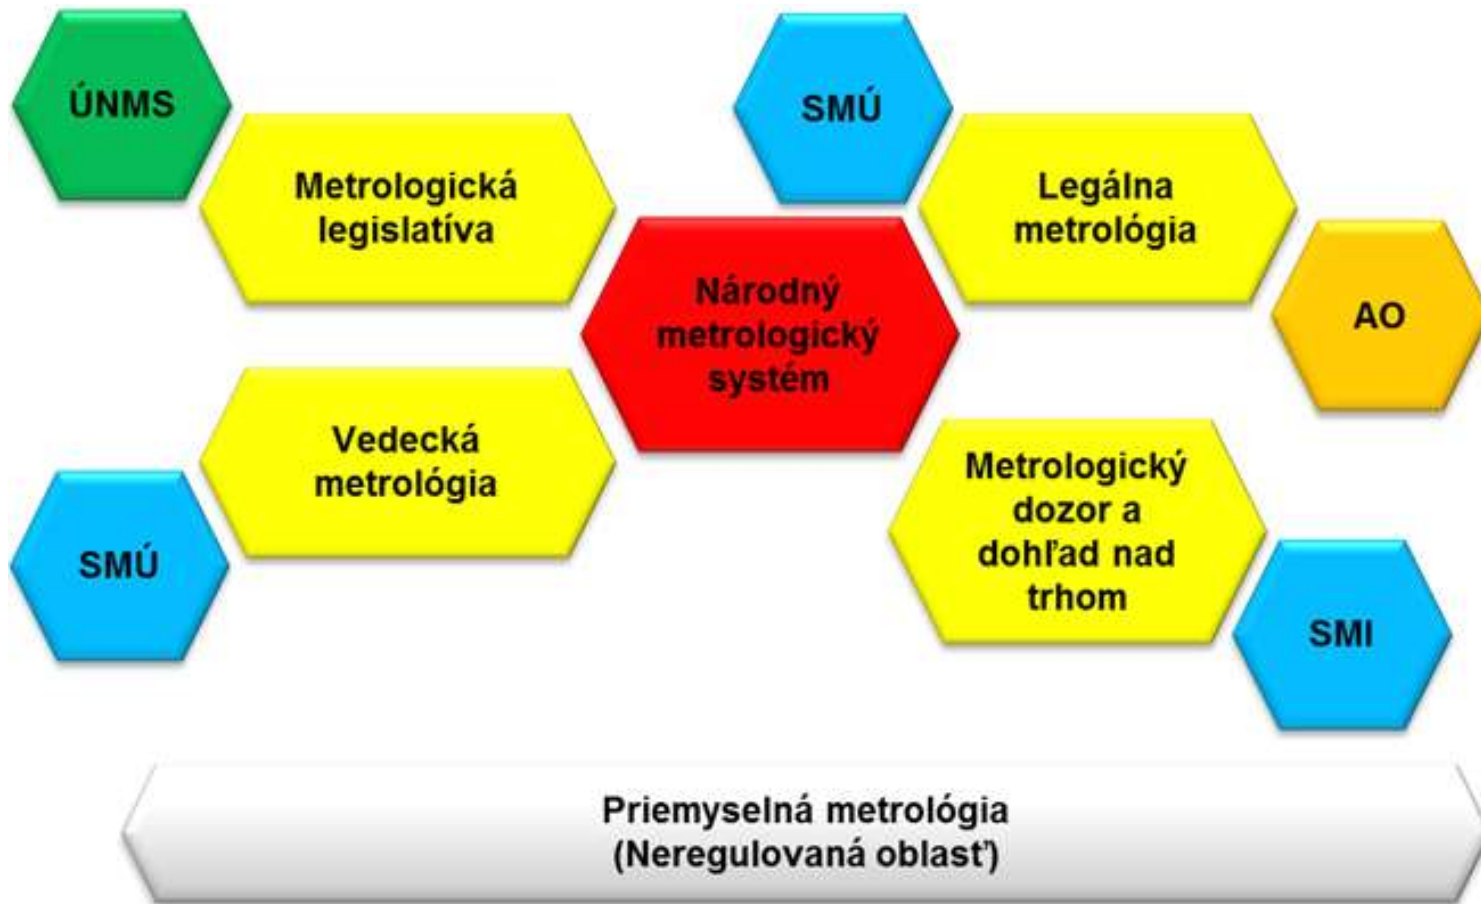 ÚNMS
Metrologická
legislatíva
SMÚ
Legálna
metrológia
AO
Národný
metrologický
systém
Vedecká
metrológia
SMÚ
Metrologický
dozor a
dohľad nad
trhom
SMI
Priemyselná metrológia
(Neregulovaná oblasť)